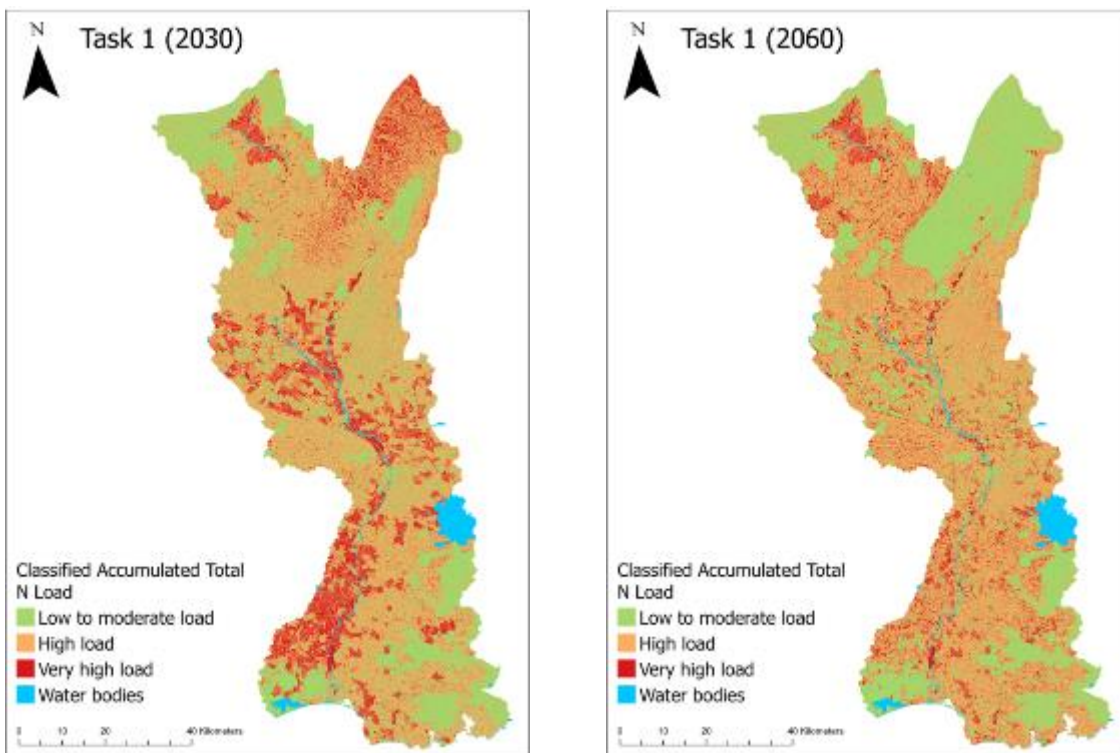 N
Task 1 (2030)
Classified Accumulated Total
N Load
Low to moderate load
High load
Very high load
Water bodies
0 10 20 40 Kilometers
N
Task 1 (2060)
Classified Accumulated Total
N Load
Low to moderate load
High load
Very high load
Water bodies
0 10 20 40 Kilometers